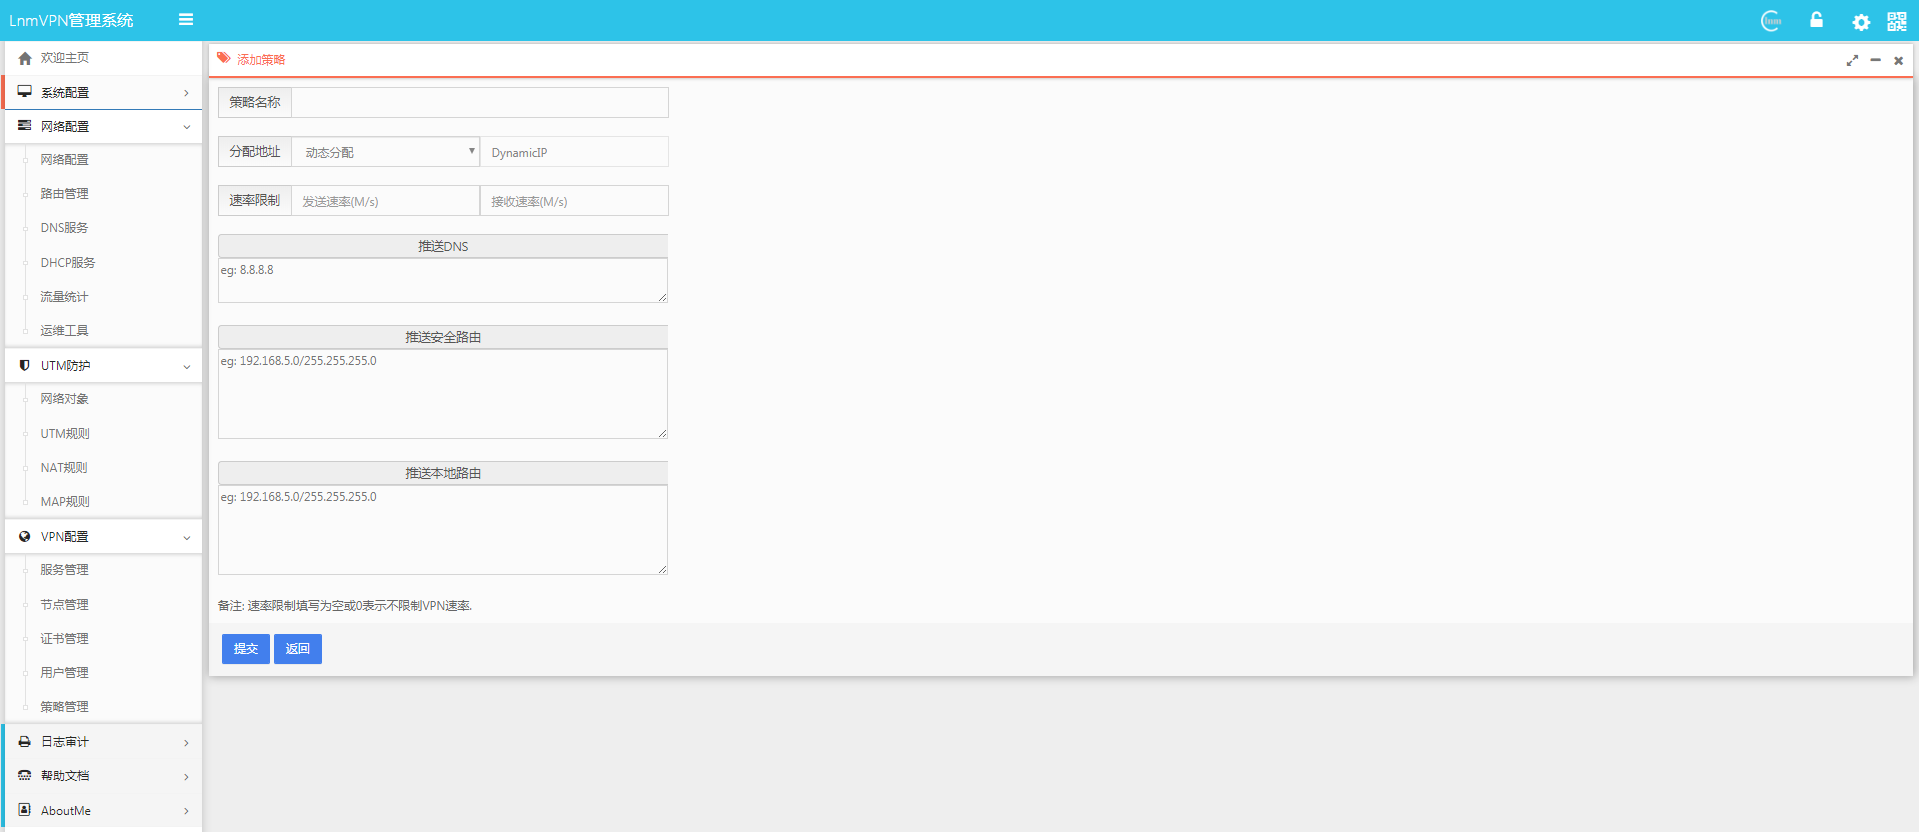 LnmVPN管理系统
lnm
欢迎主页
系统配置
网络配置
网络配置
路由管理
DNS服务
DHCP服务
流量统计
运维工具
UTM防护
网络对象
UTM规则
NAT规则
MAP规则
VPN配置
服务管理
节点管理
证书管理
用户管理
策略管理
日志审计
帮助文档
AboutMe
添加策略
策略名称
分配地址 动态分配 DynamicIP
速率限制 发送速率(M/s) 接收速率(M/s)
推送DNS
eg: 8.8.8.8
推送安全路由
eg: 192.168.5.0/255.255.255.0
推送本地路由
eg: 192.168.5.0/255.255.255.0
备注: 速率限制填写为空或0表示不限制VPN速率.
提交 返回